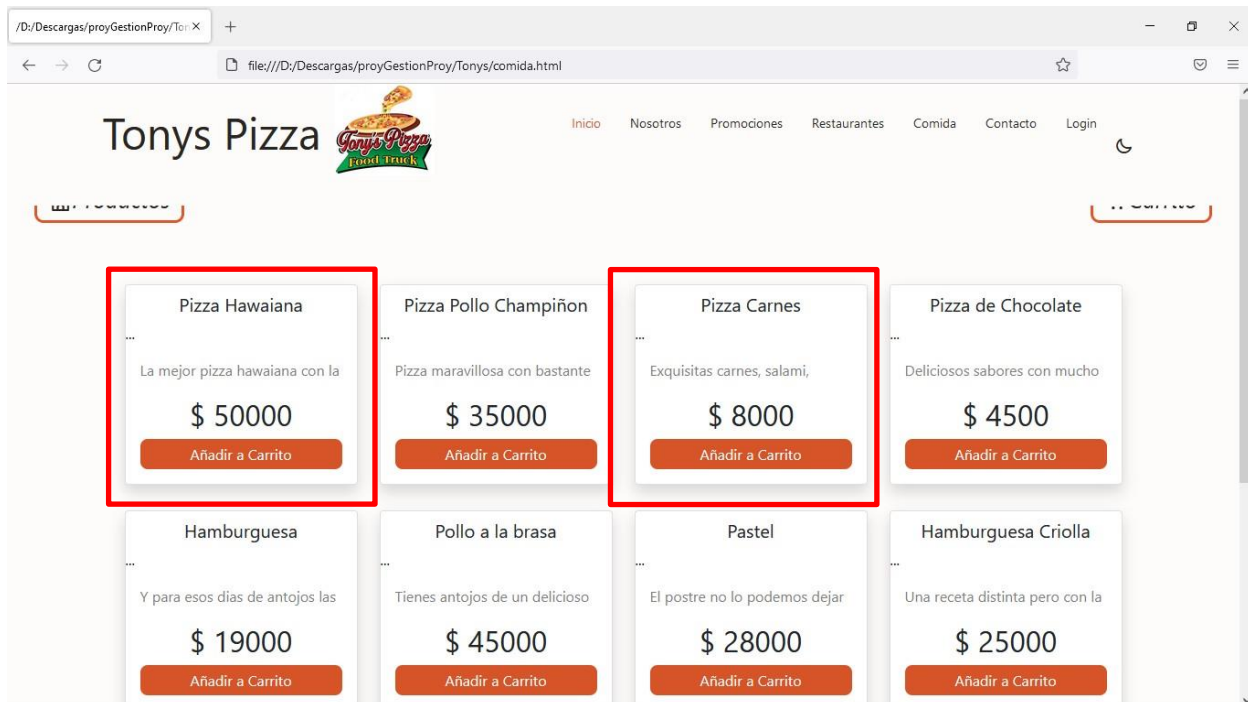 /D:/Descargas/proyGestionProy/Ton
file:///D:/Descargas/proyGestionProy/Tonys/comida.html
Tonys Pizza
Tony's Pizza
Food Truck
Inicio Nosotros Promociones Restaurantes Comida Contacto Login
Productos Carrito
Pizza Hawaiana Pizza Pollo Champiñon Pizza Carnes Pizza de Chocolate
... ... ... ...
La mejor pizza hawaiana con la Pizza maravillosa con bastante Exquisitas carnes, salami, Deliciosos sabores con mucho
$ 50000 $ 35000 $ 8000 $ 4500
Añadir a Carrito Añadir a Carrito Añadir a Carrito Añadir a Carrito
Hamburguesa Pollo a la brasa Pastel Hamburguesa Criolla
... ... ... ...
Y para esos dias de antojos las Tienes antojos de un delicioso El postre no lo podemos dejar Una receta distinta pero con la
$ 19000 $ 45000 $ 28000 $ 25000
Añadir a Carrito Añadir a Carrito Añadir a Carrito Añadir a Carrito